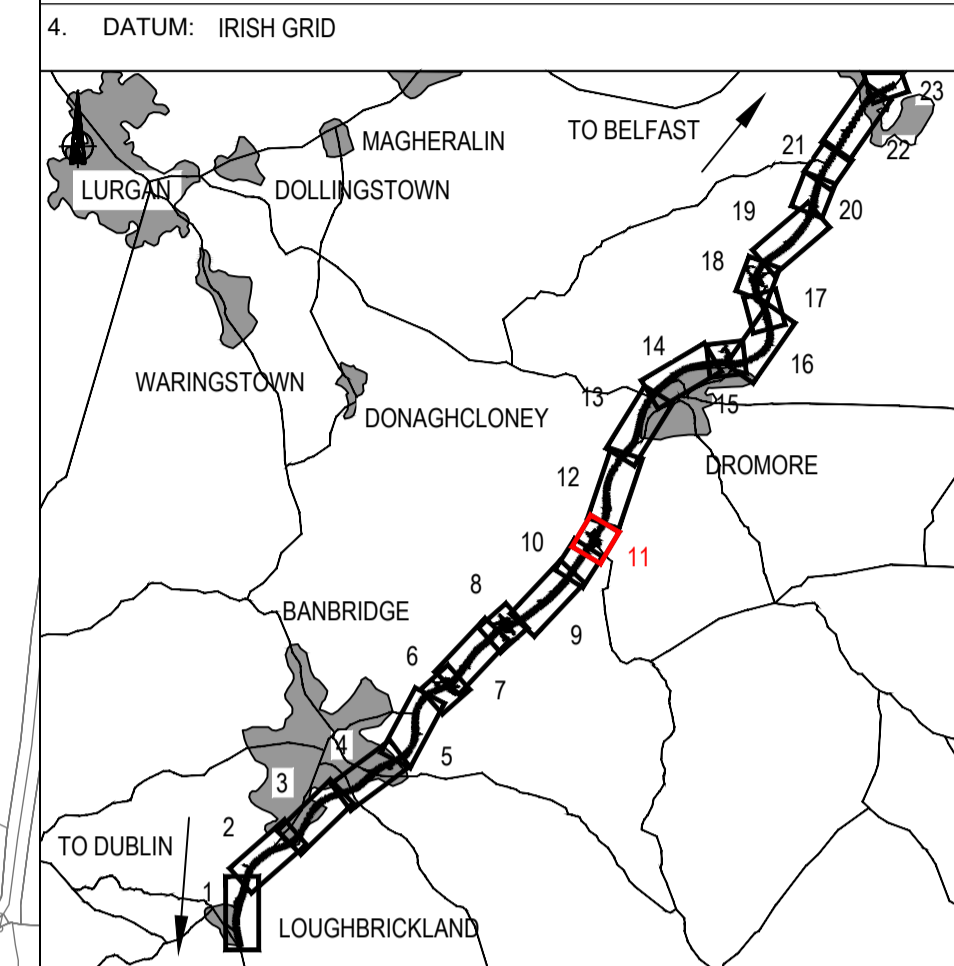 4. DATUM: IRISH GRID
23
TO BELFAST
MAGHERALIN
21
22
LURGAN
DOLLINGSTOWN
19
20
18
17
14
WARINGSTOWN
16
13
15
DONAGHCLONEY
DROMORE
12
10
11
8
BANBRIDGE
9
6
7
4
5
3
2
TO DUBLIN
1
LOUGHBRICKLAND